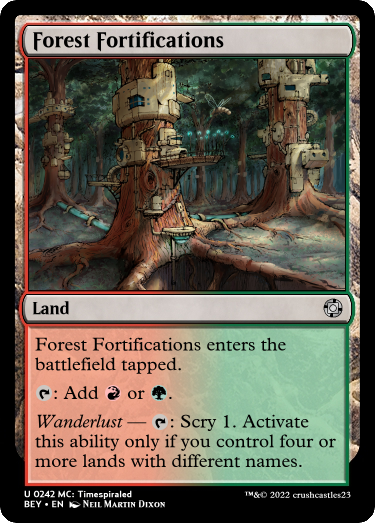 Forest Fortifications
Land
Forest Fortifications enters the
battlefield tapped.
: Add or .
Wanderlust — : Scry 1. Activate
this ability only if you control four or
more lands with different names.
U 0242 MC: Timespiraled
BEY • EN Neil Martin Dixon
™&© 2022 crushcastles23